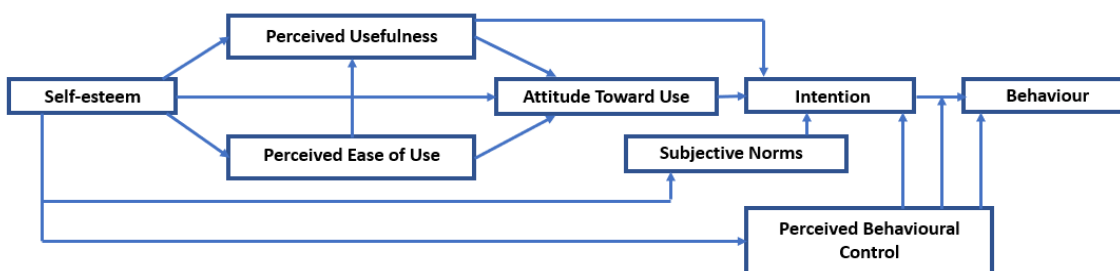 Perceived Usefulness
Self-esteem
Attitude Toward Use
Intention
Behaviour
Perceived Ease of Use
Subjective Norms
Perceived Behavioural
Control